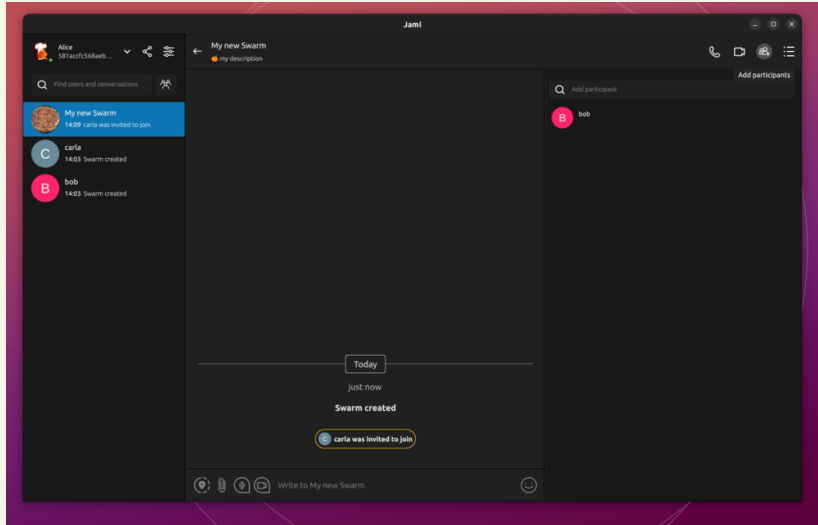 Jami
Alice
581accfc568aeb...
Find users and conversations
My new Swarm
14:09 carla was invited to join
C
carla
14:03 Swarm created
B
bob
14:03 Swarm created
My new Swarm
my description
Today
just now
Swarm created
C carla was invited to join
Write to My new Swarm
Add participants
Add participant
B
bob